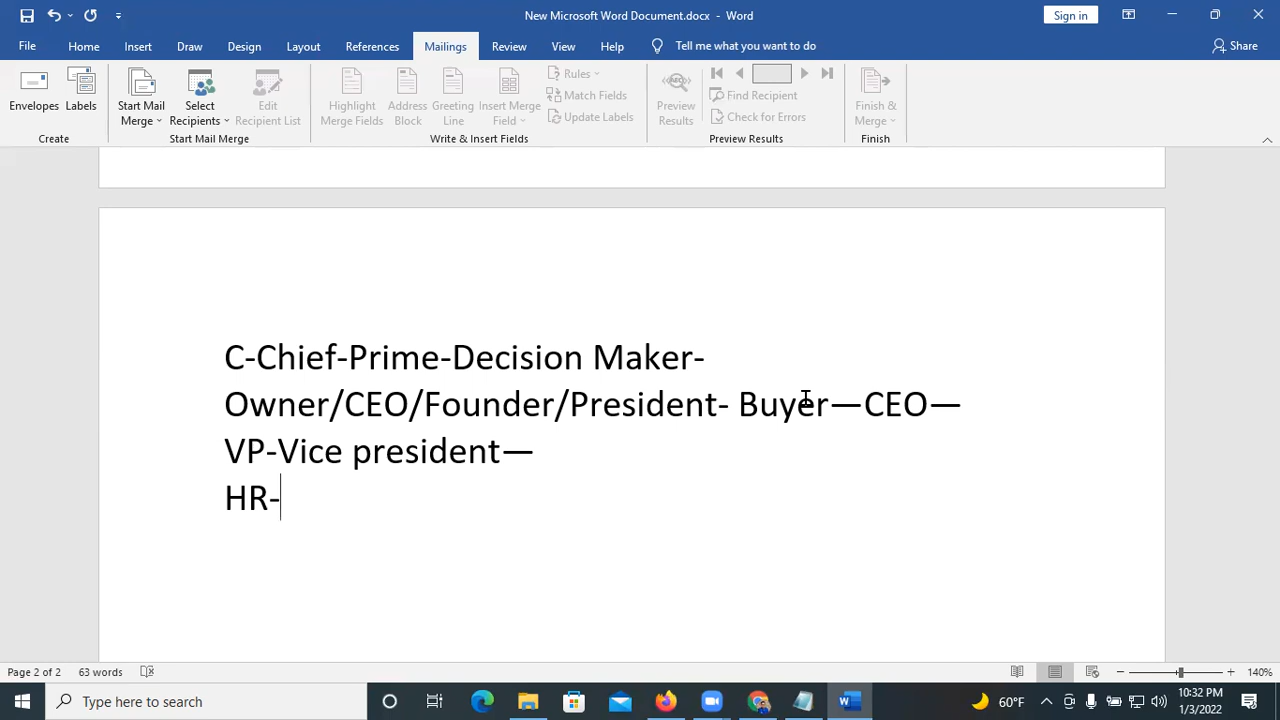 New Microsoft Word Document.docx - Word
Sign in
File Home Insert Draw Design Layout References Mailings Review View Help Tell me what you want to do Share
Envelopes Labels Start Mail Merge Select Recipients Edit Recipient List Highlight Merge Fields Address Block Greeting Line Insert Merge Field Rules Match Fields Update Labels Preview Results Find Recipient Check for Errors Finish & Merge
Create Start Mail Merge Write & Insert Fields Preview Results Finish
C-Chief-Prime-Decision Maker-
Owner/CEO/Founder/President- Buyer—CEO—
VP-Vice president—
HR-
Page 2 of 2 63 words 140%
Type here to search 60°F 10:32 PM
1/3/2022